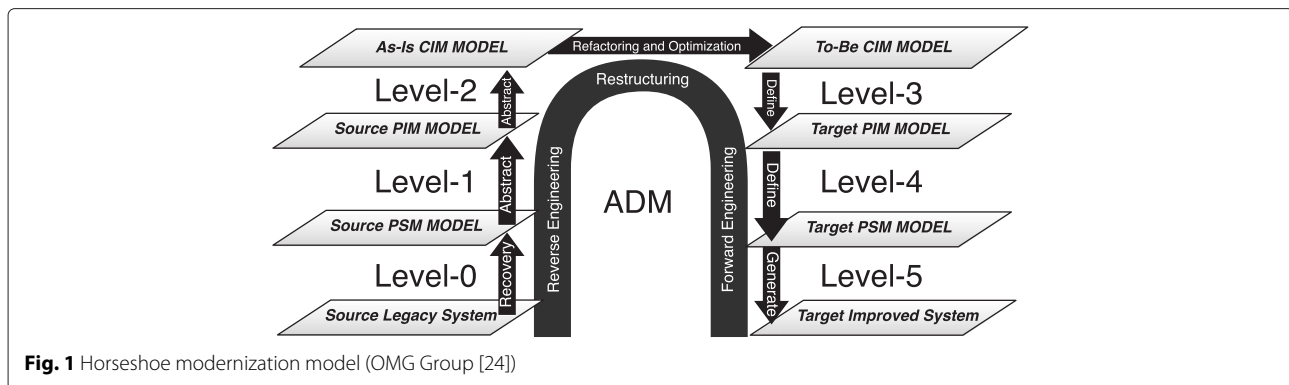 As-Is CIM MODEL
Refactoring and Optimization
To-Be CIM MODEL
Restructuring
Level-2
Abstract
Define
Level-3
Source PIM MODEL
Target PIM MODEL
Level-1
Abstract
Reverse Engineering
ADM
Forward Engineering
Define
Level-4
Source PSM MODEL
Target PSM MODEL
Level-0
Recovery
Generate
Level-5
Source Legacy System
Target Improved System
Fig. 1 Horseshoe modernization model (OMG Group [24])